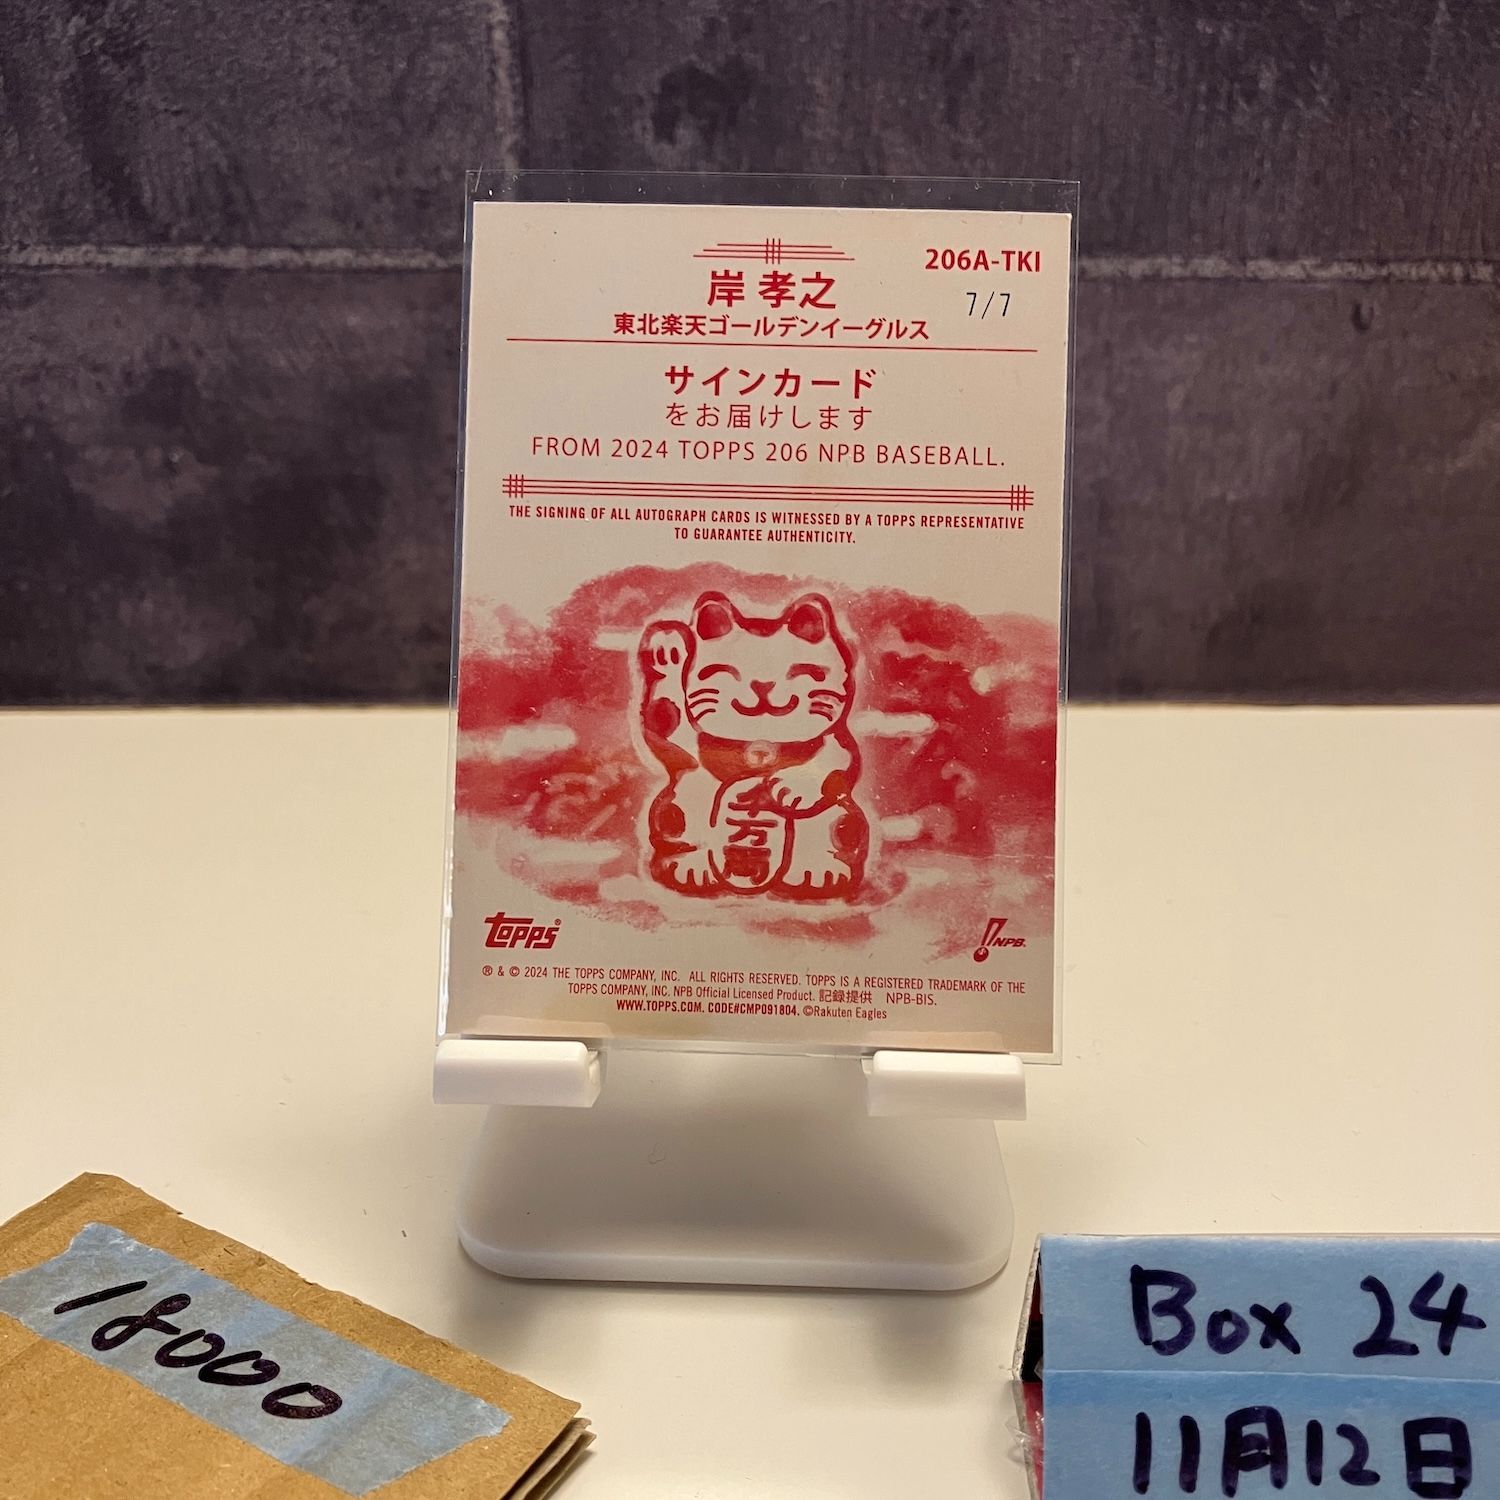 206A-TKI
岸 孝之
7/7
東北楽天ゴールデンイーグルス
サインカード
をお届けします
FROM 2024 TOPPS 206 NPB BASEBALL.
THE SIGNING OF ALL AUTOGRAPH CARDS IS WITNESSED BY A TOPPS REPRESENTATIVE
TO GUARANTEE AUTHENTICITY.
T
千
万
両
topps®
NPB®
® & © 2024 THE TOPPS COMPANY, INC. ALL RIGHTS RESERVED. TOPPS IS A REGISTERED TRADEMARK OF THE
TOPPS COMPANY, INC. NPB Official Licensed Product. 記録提供 NPB-BIS.
WWW.TOPPS.COM. CODE#CMP091804. ©Rakuten Eagles
18000
Box 24
11月12日